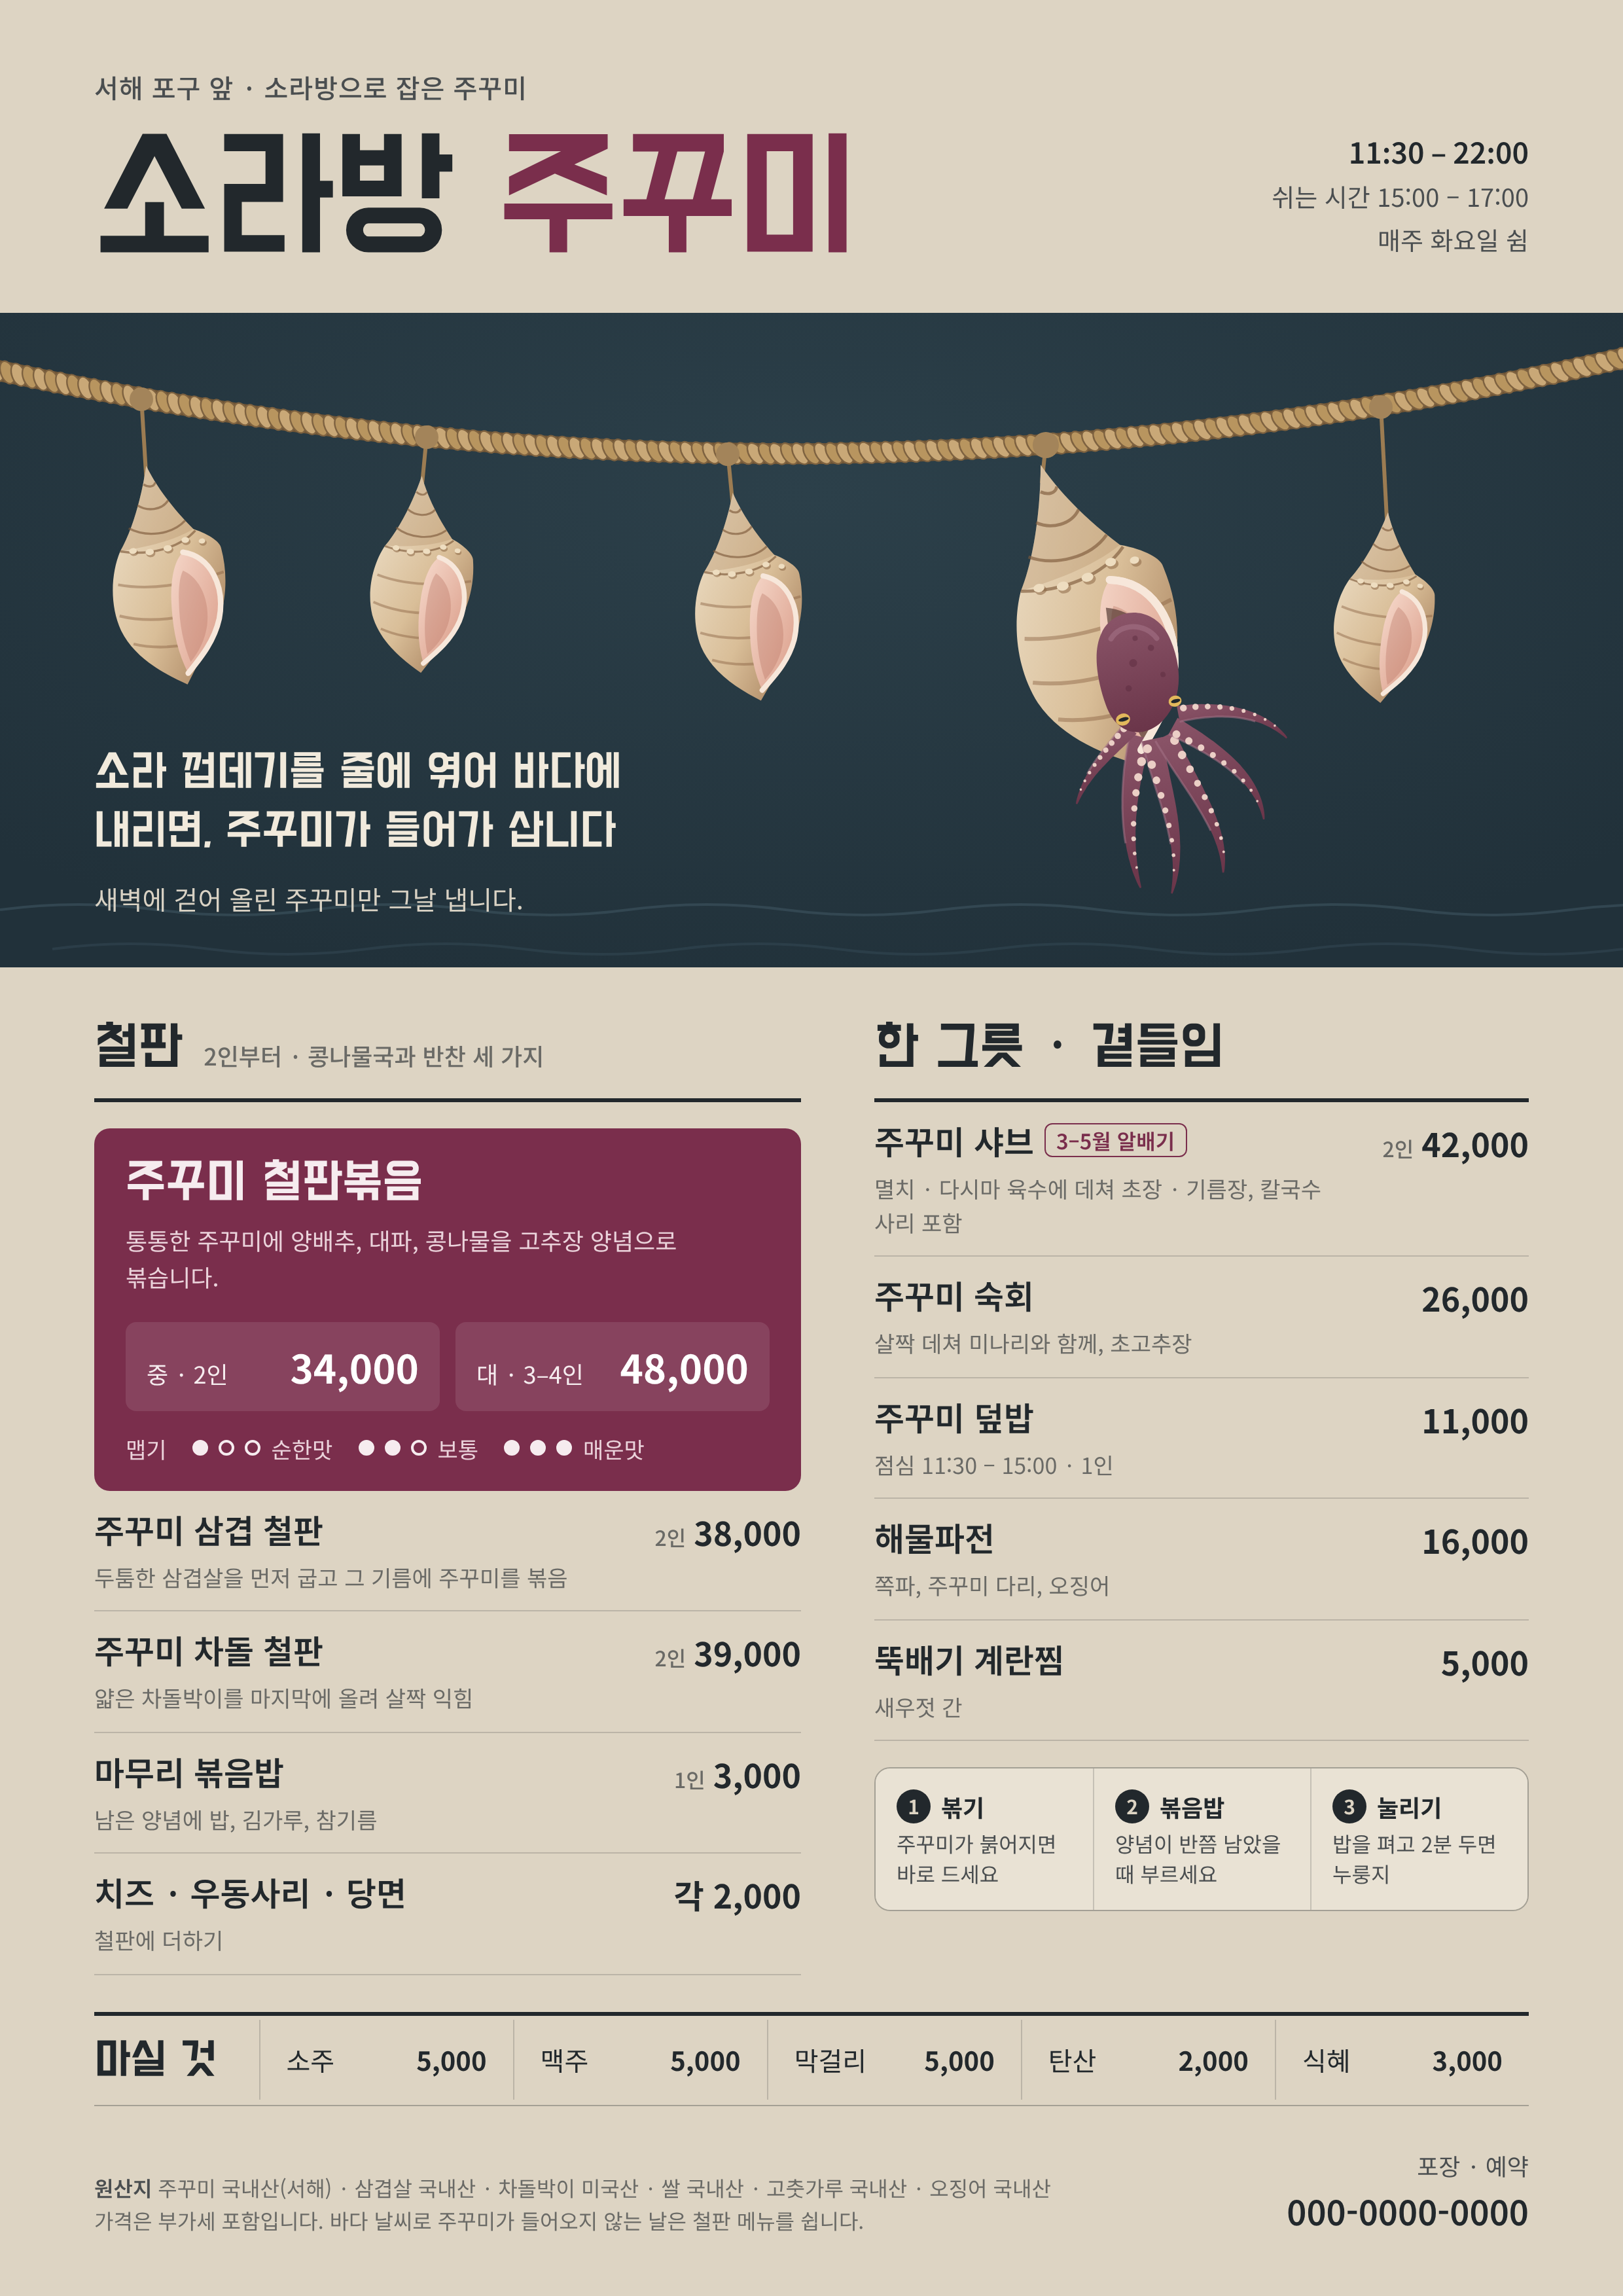 서해 포구 앞 · 소라방으로 잡은 주꾸미
소라방 주꾸미
11:30 – 22:00
쉬는 시간 15:00 – 17:00
매주 화요일 쉼
소라 껍데기를 줄에 엮어 바다에
내리면, 주꾸미가 들어가 삽니다
새벽에 걷어 올린 주꾸미만 그날 냅니다.
철판 2인부터 · 콩나물국과 반찬 세 가지
주꾸미 철판볶음
통통한 주꾸미에 양배추, 대파, 콩나물을 고추장 양념으로
볶습니다.
중 · 2인 34,000
대 · 3–4인 48,000
맵기 순한맛 보통 매운맛
주꾸미 삼겹 철판 2인 38,000
두툼한 삼겹살을 먼저 굽고 그 기름에 주꾸미를 볶음
주꾸미 차돌 철판 2인 39,000
얇은 차돌박이를 마지막에 올려 살짝 익힘
마무리 볶음밥 1인 3,000
남은 양념에 밥, 김가루, 참기름
치즈 · 우동사리 · 당면 각 2,000
철판에 더하기
한 그릇 · 곁들임
주꾸미 샤브 3–5월 알배기 2인 42,000
멸치 · 다시마 육수에 데쳐 초장 · 기름장, 칼국수
사리 포함
주꾸미 숙회 26,000
살짝 데쳐 미나리와 함께, 초고추장
주꾸미 덮밥 11,000
점심 11:30 – 15:00 · 1인
해물파전 16,000
쪽파, 주꾸미 다리, 오징어
뚝배기 계란찜 5,000
새우젓 간
1 볶기
주꾸미가 붉어지면
바로 드세요
2 볶음밥
양념이 반쯤 남았을
때 부르세요
3 눌리기
밥을 펴고 2분 두면
누룽지
마실 것 소주 5,000 맥주 5,000 막걸리 5,000 탄산 2,000 식혜 3,000
원산지 주꾸미 국내산(서해) · 삼겹살 국내산 · 차돌박이 미국산 · 쌀 국내산 · 고춧가루 국내산 · 오징어 국내산
가격은 부가세 포함입니다. 바다 날씨로 주꾸미가 들어오지 않는 날은 철판 메뉴를 쉽니다.
포장 · 예약
000-0000-0000